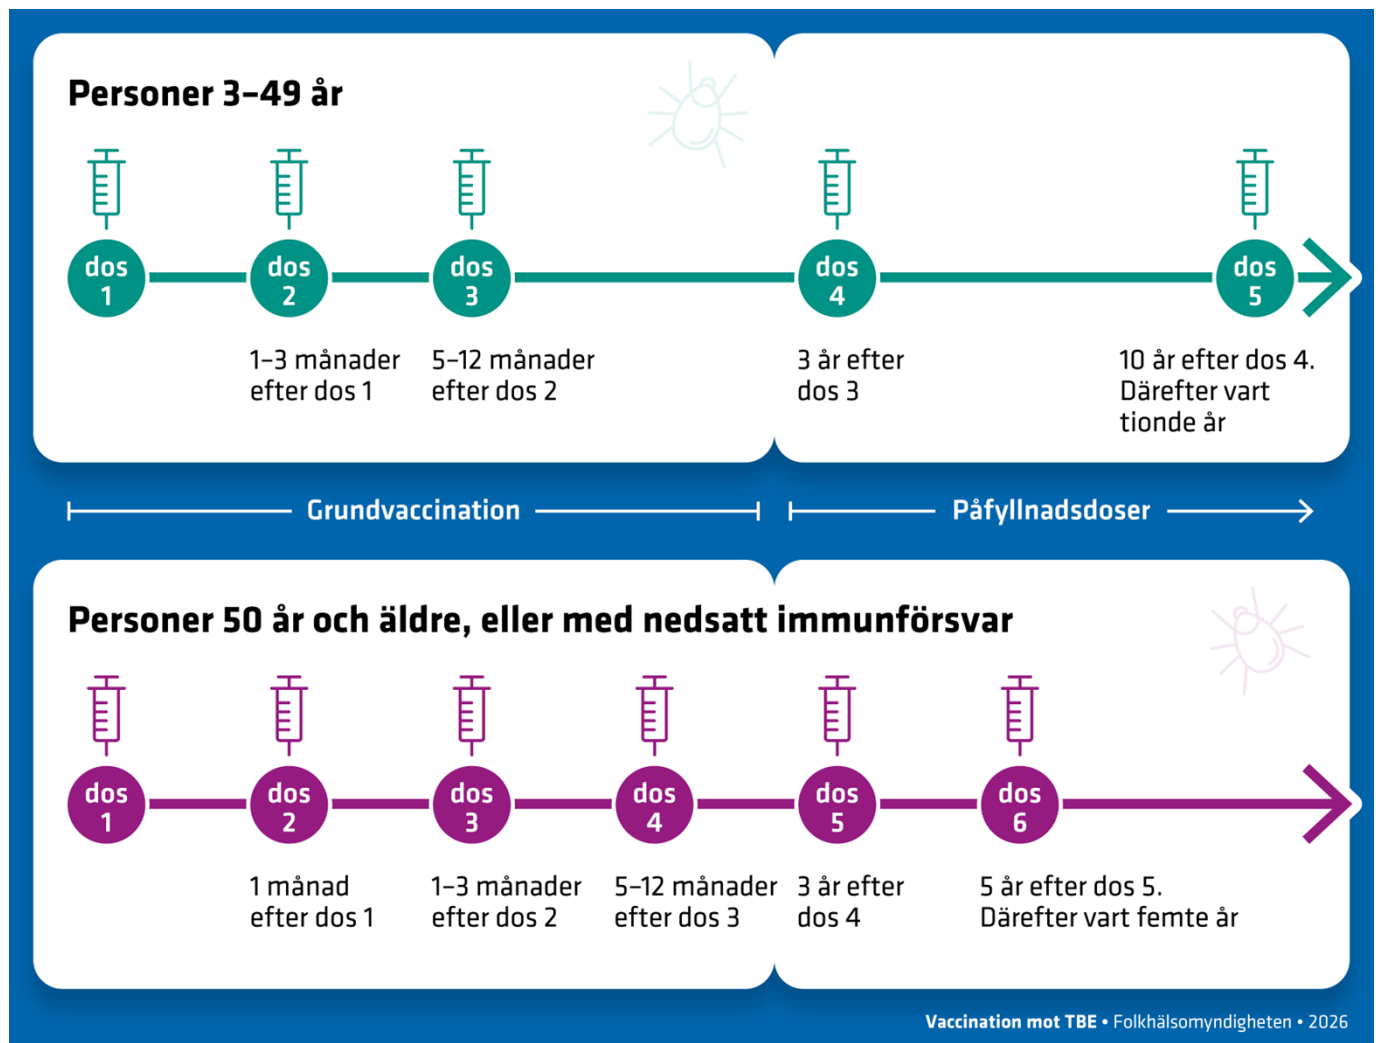 Personer 3–49 år
dos
1
dos
2
dos
3
dos
4
dos
5
1–3 månader
efter dos 1
5–12 månader
efter dos 2
3 år efter
dos 3
10 år efter dos 4.
Därefter vart
tionde år
Grundvaccination
Påfyllnadsdoser
Personer 50 år och äldre, eller med nedsatt immunförsvar
dos
1
dos
2
dos
3
dos
4
dos
5
dos
6
1 månad
efter dos 1
1–3 månader
efter dos 2
5–12 månader
efter dos 3
3 år efter
dos 4
5 år efter dos 5.
Därefter vart femte år
Vaccination mot TBE • Folkhälsomyndigheten • 2026